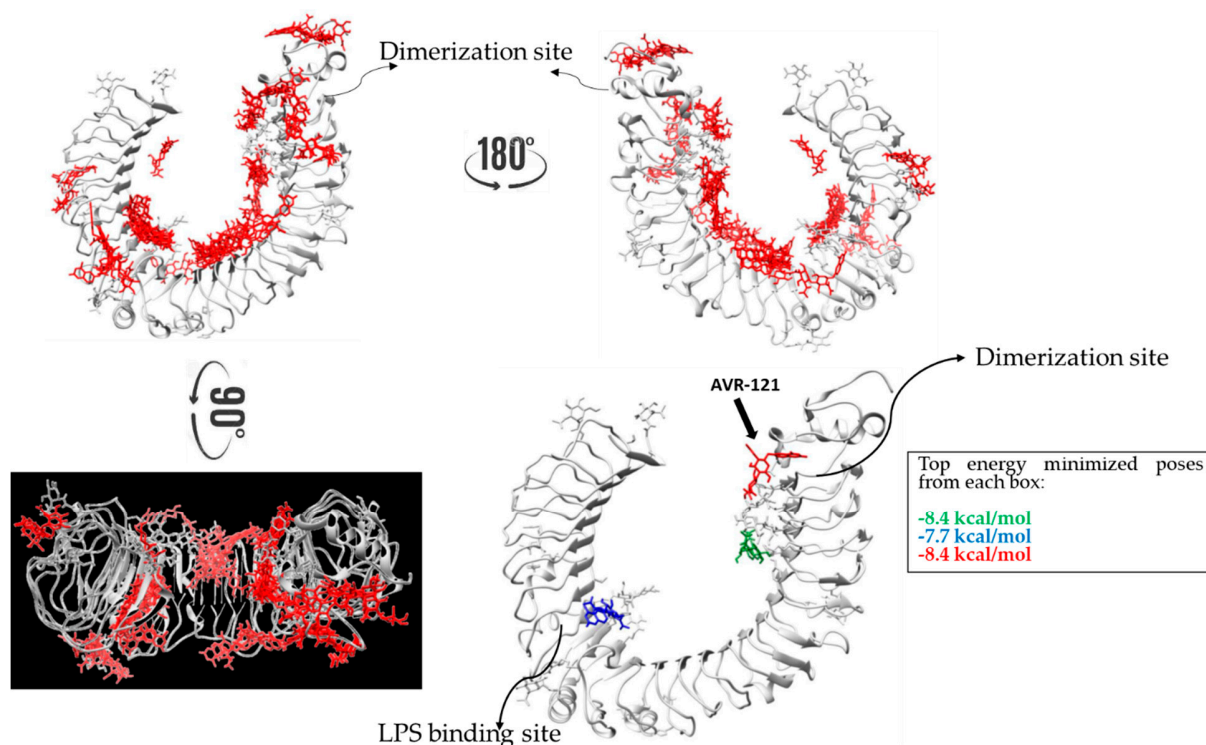 Dimerization site
180°
90°
Dimerization site
AVR-121
Top energy minimized poses
from each box:
-8.4 kcal/mol
-7.7 kcal/mol
-8.4 kcal/mol
LPS binding site